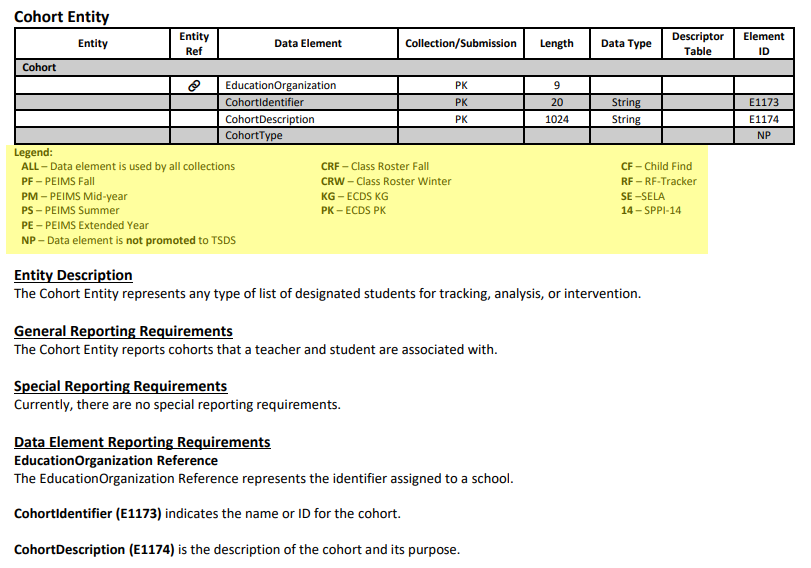 Cohort Entity
Entity Entity Ref Data Element Collection/Submission Length Data Type Descriptor Table Element ID
Cohort
EducationOrganization PK 9
CohortIdentifier PK 20 String E1173
CohortDescription PK 1024 String E1174
CohortType NP
Legend:
ALL – Data element is used by all collections CRF – Class Roster Fall CF – Child Find
PF – PEIMS Fall CRW – Class Roster Winter RF – RF-Tracker
PM – PEIMS Mid-year KG – ECDS KG SE –SELA
PS – PEIMS Summer PK – ECDS PK 14 – SPPI-14
PE – PEIMS Extended Year
NP – Data element is not promoted to TSDS
Entity Description
The Cohort Entity represents any type of list of designated students for tracking, analysis, or intervention.
General Reporting Requirements
The Cohort Entity reports cohorts that a teacher and student are associated with.
Special Reporting Requirements
Currently, there are no special reporting requirements.
Data Element Reporting Requirements
EducationOrganization Reference
The EducationOrganization Reference represents the identifier assigned to a school.
CohortIdentifier (E1173) indicates the name or ID for the cohort.
CohortDescription (E1174) is the description of the cohort and its purpose.